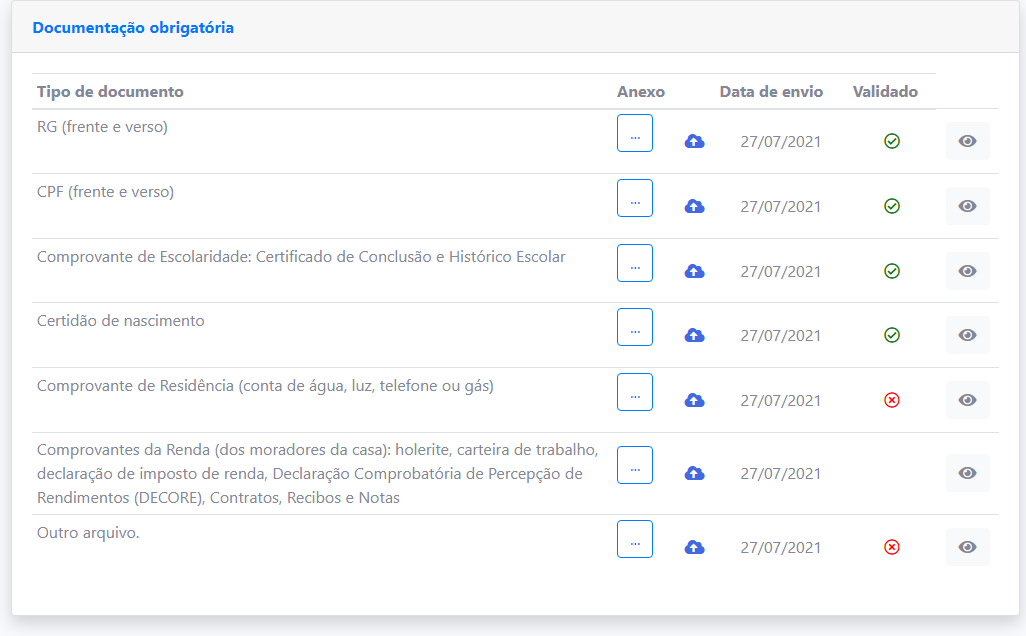 Documentação obrigatória
Tipo de documento Anexo Data de envio Validado
RG (frente e verso) ... 27/07/2021
CPF (frente e verso) ... 27/07/2021
Comprovante de Escolaridade: Certificado de Conclusão e Histórico Escolar ... 27/07/2021
Certidão de nascimento ... 27/07/2021
Comprovante de Residência (conta de água, luz, telefone ou gás) ... 27/07/2021
Comprovantes da Renda (dos moradores da casa): holerite, carteira de trabalho,
declaração de imposto de renda, Declaração Comprobatória de Percepção de ... 27/07/2021
Rendimentos (DECORE), Contratos, Recibos e Notas
Outro arquivo. ... 27/07/2021